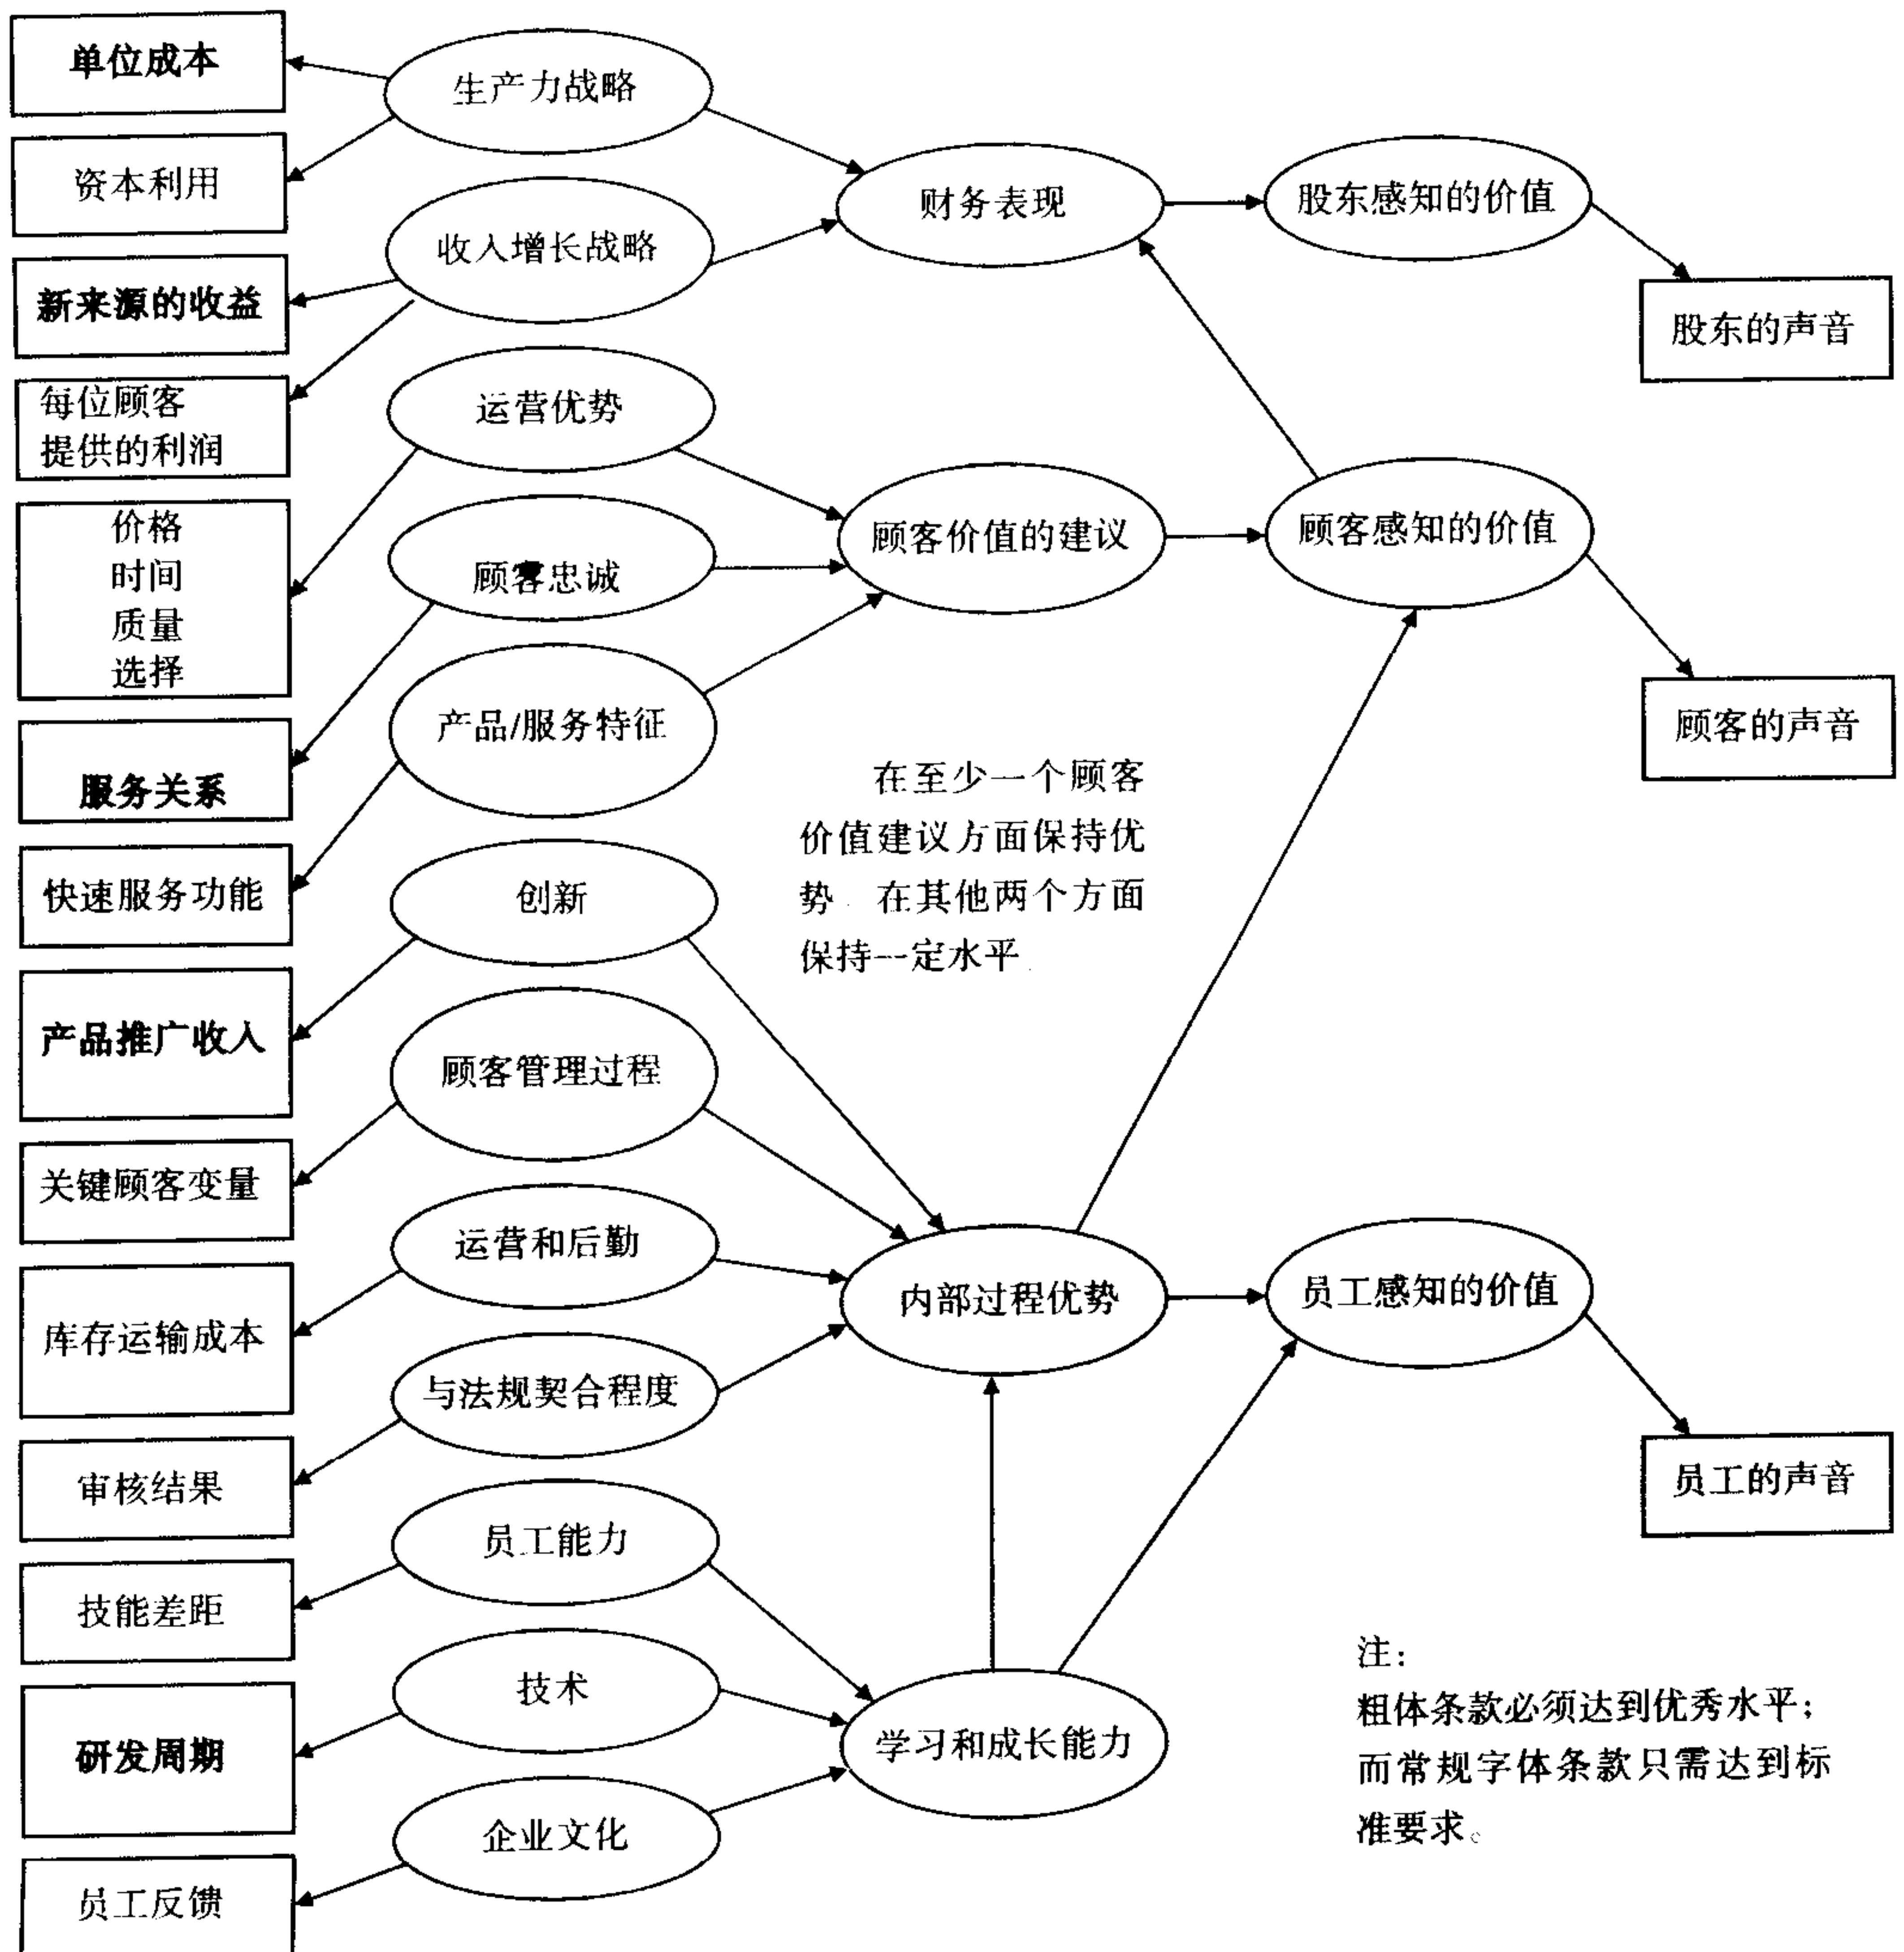 单位成本
生产力战略
资本利用
财务表现
股东感知的价值
收入增长战略
新来源的收益
股东的声音
每位顾客
提供的利润
运营优势
价格
时间
质量
选择
顾客价值的建议
顾客感知的价值
顾客忠诚
产品/服务特征
顾客的声音
服务关系
在至少一个顾客
价值建议方面保持优
势 在其他两个方面
保持一定水平
快速服务功能
创新
产品推广收入
顾客管理过程
关键顾客变量
运营和后勤
内部过程优势
员工感知的价值
库存运输成本
与法规契合程度
审核结果
员工的声音
员工能力
技能差距
技术
研发周期
学习和成长能力
企业文化
员工反馈
注：
粗体条款必须达到优秀水平；
而常规字体条款只需达到标
准要求。